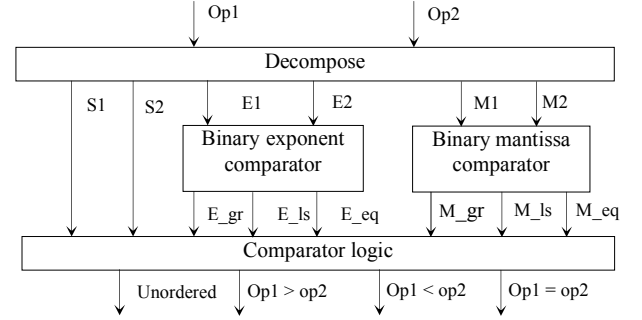 Op1 Op2
Decompose
S1 S2 E1 E2 M1 M2
Binary exponent
comparator
Binary mantissa
comparator
E_gr E_ls E_eq M_gr M_ls M_eq
Comparator logic
Unordered Op1 > op2 Op1 < op2 Op1 = op2